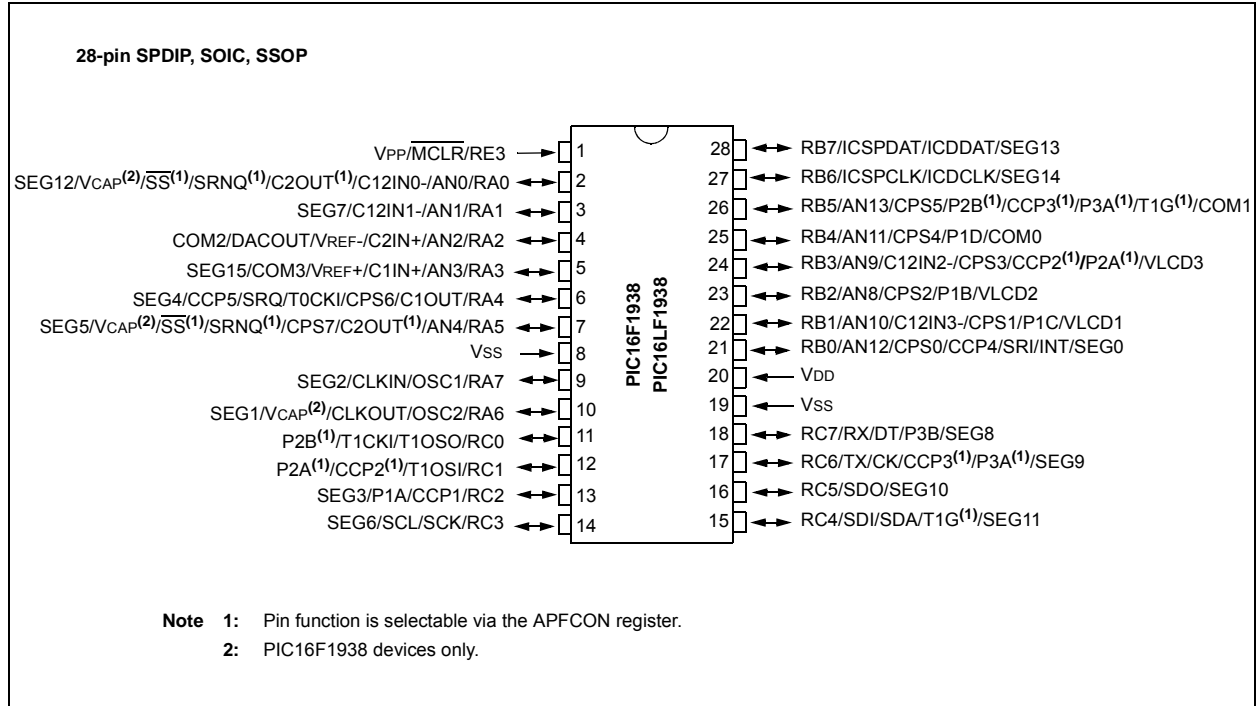 28-pin SPDIP, SOIC, SSOP
VPP/MCLR/RE3
1
SEG12/VCAP(2)/SS(1)/SRNQ(1)/C2OUT(1)/C12IN0-/AN0/RA0
2
SEG7/C12IN1-/AN1/RA1
3
COM2/DACOUT/VREF-/C2IN+/AN2/RA2
4
SEG15/COM3/VREF+/C1IN+/AN3/RA3
5
SEG4/CCP5/SRQ/T0CKI/CPS6/C1OUT/RA4
6
SEG5/VCAP(2)/SS(1)/SRNQ(1)/CPS7/C2OUT(1)/AN4/RA5
7
VSS
8
SEG2/CLKIN/OSC1/RA7
9
SEG1/VCAP(2)/CLKOUT/OSC2/RA6
10
P2B(1)/T1CKI/T1OSO/RC0
11
P2A(1)/CCP2(1)/T1OSI/RC1
12
SEG3/P1A/CCP1/RC2
13
SEG6/SCL/SCK/RC3
14
PIC16F1938
PIC16LF1938
28
RB7/ICSPDAT/ICDDAT/SEG13
27
RB6/ICSPCLK/ICDCLK/SEG14
26
RB5/AN13/CPS5/P2B(1)/CCP3(1)/P3A(1)/T1G(1)/COM1
25
RB4/AN11/CPS4/P1D/COM0
24
RB3/AN9/C12IN2-/CPS3/CCP2(1)/P2A(1)/VLCD3
23
RB2/AN8/CPS2/P1B/VLCD2
22
RB1/AN10/C12IN3-/CPS1/P1C/VLCD1
21
RB0/AN12/CPS0/CCP4/SRI/INT/SEG0
20
VDD
19
VSS
18
RC7/RX/DT/P3B/SEG8
17
RC6/TX/CK/CCP3(1)/P3A(1)/SEG9
16
RC5/SDO/SEG10
15
RC4/SDI/SDA/T1G(1)/SEG11
Note 1: Pin function is selectable via the APFCON register.
2: PIC16F1938 devices only.